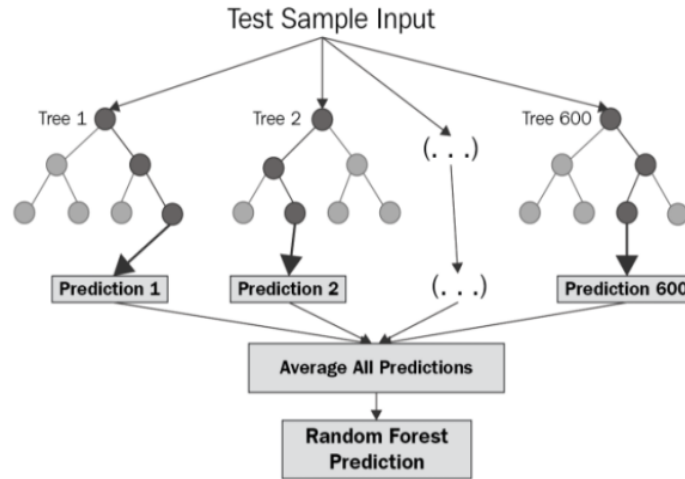 Test Sample Input
Tree 1
Tree 2
(. . .)
Tree 600
Prediction 1
Prediction 2
(. . .)
Prediction 600
Average All Predictions
Random Forest
Prediction